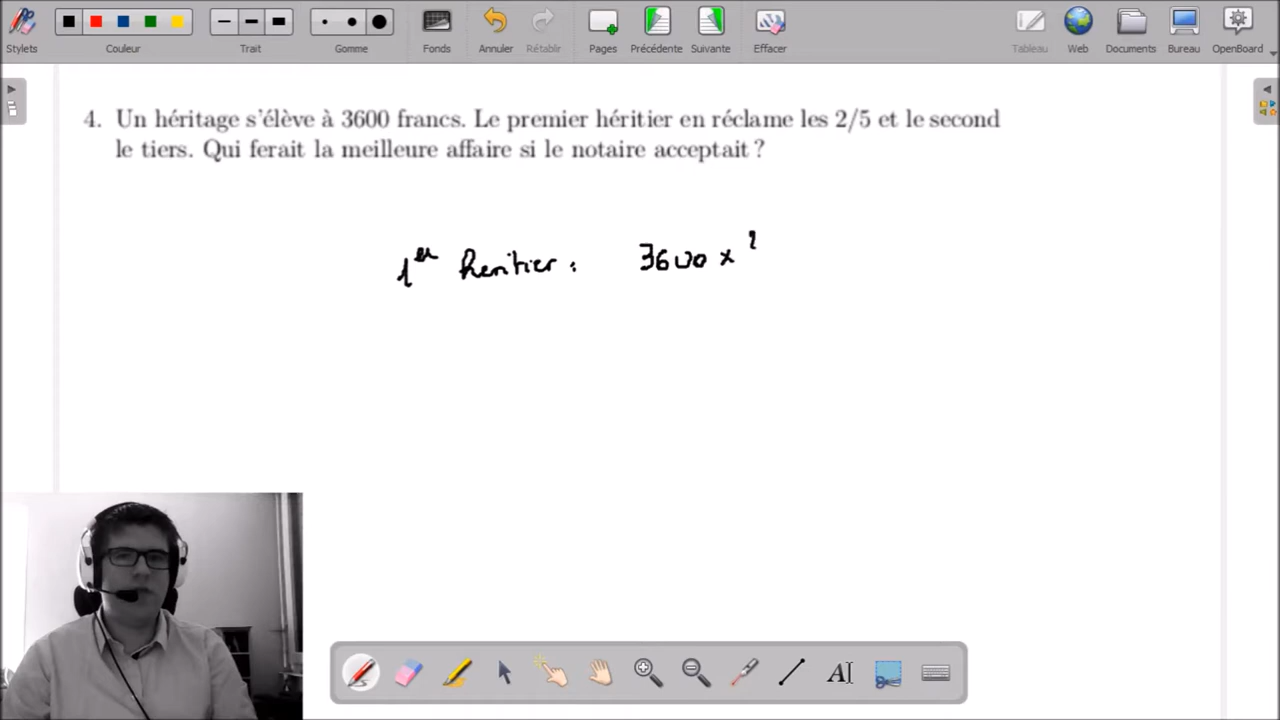 Stylets Couleur Trait Gomme Fonds Annuler Rétablir Pages Précédente Suivante Effacer Tableau Web Documents Bureau OpenBoard
4. Un héritage s'élève à 3600 francs. Le premier héritier en réclame les 2/5 et le second
le tiers. Qui ferait la meilleure affaire si le notaire acceptait ?
1er heritier : 3600 x 2
AI